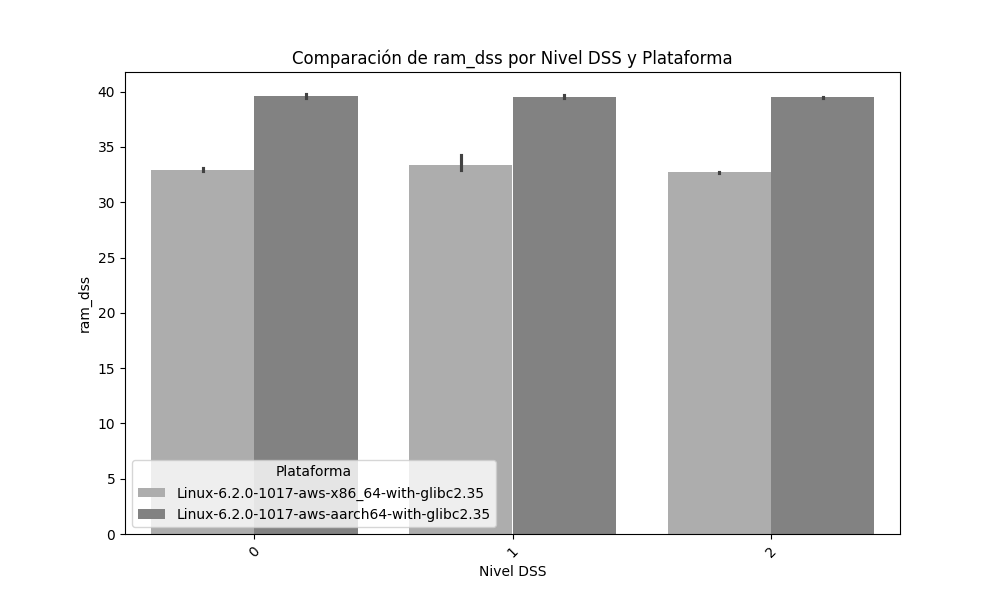 Comparación de ram_dss por Nivel DSS y Plataforma
ram_dss
40
35
30
25
20
15
10
5
0
Plataforma
Linux-6.2.0-1017-aws-x86_64-with-glibc2.35
Linux-6.2.0-1017-aws-aarch64-with-glibc2.35
0
1
2
Nivel DSS